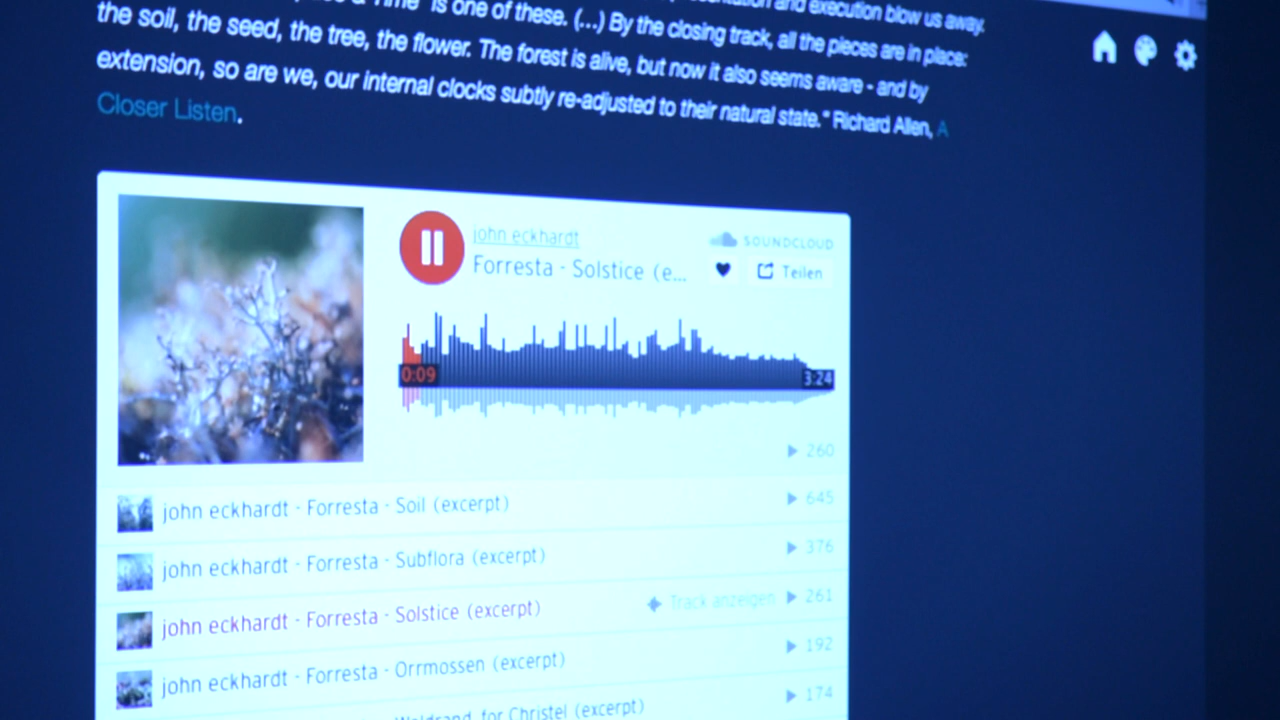 is one of these. (...) By the closing track, all the pieces are in place:
the soil, the seed, the tree, the flower. The forest is alive, but now it also seems aware - and by
extension, so are we, our internal clocks subtly re-adjusted to their natural state." Richard Allen, A
Closer Listen.
john eckhardt
SOUNDCLOUD
Forresta - Solstice (e...
Teilen
0:09
3:24
260
john eckhardt - Forresta - Soil (excerpt) 645
john eckhardt - Forresta - Subflora (excerpt) 376
john eckhardt - Forresta - Solstice (excerpt) Track anzeigen 261
john eckhardt - Forresta - Orrmossen (excerpt) 192
Waldrand, for Christel (excerpt) 174